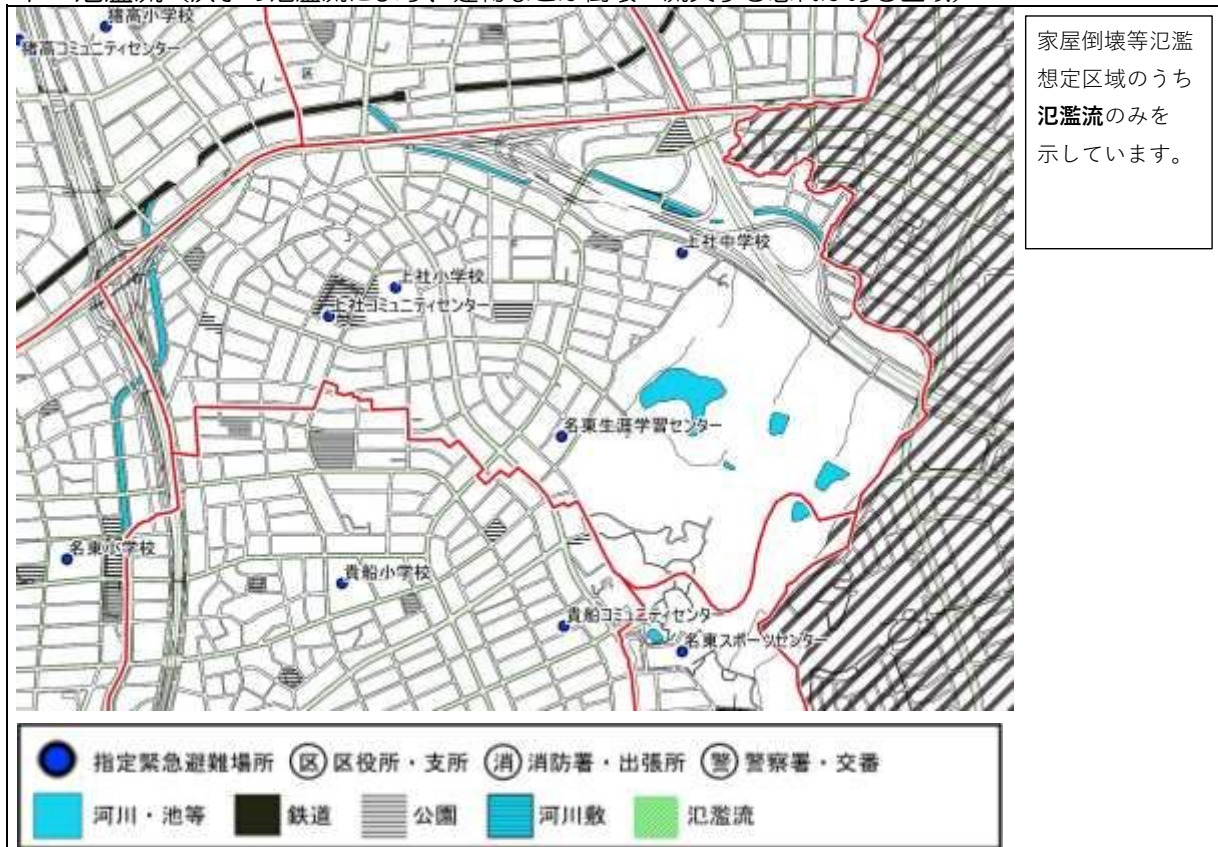 猪高小学校
猪高コミュニティセンター
区
上社中学校
上社小学校
上社コミュニティセンター
名東生涯学習センター
名東小学校
貴船小学校
貴船コミュニティセンター
名東スポーツセンター
家屋倒壊等氾濫
想定区域のうち
氾濫流のみを
示しています。
指定緊急避難場所 区 区役所・支所 消 消防署・出張所 警 警察署・交番
河川・池等 鉄道 公園 河川敷 氾濫流